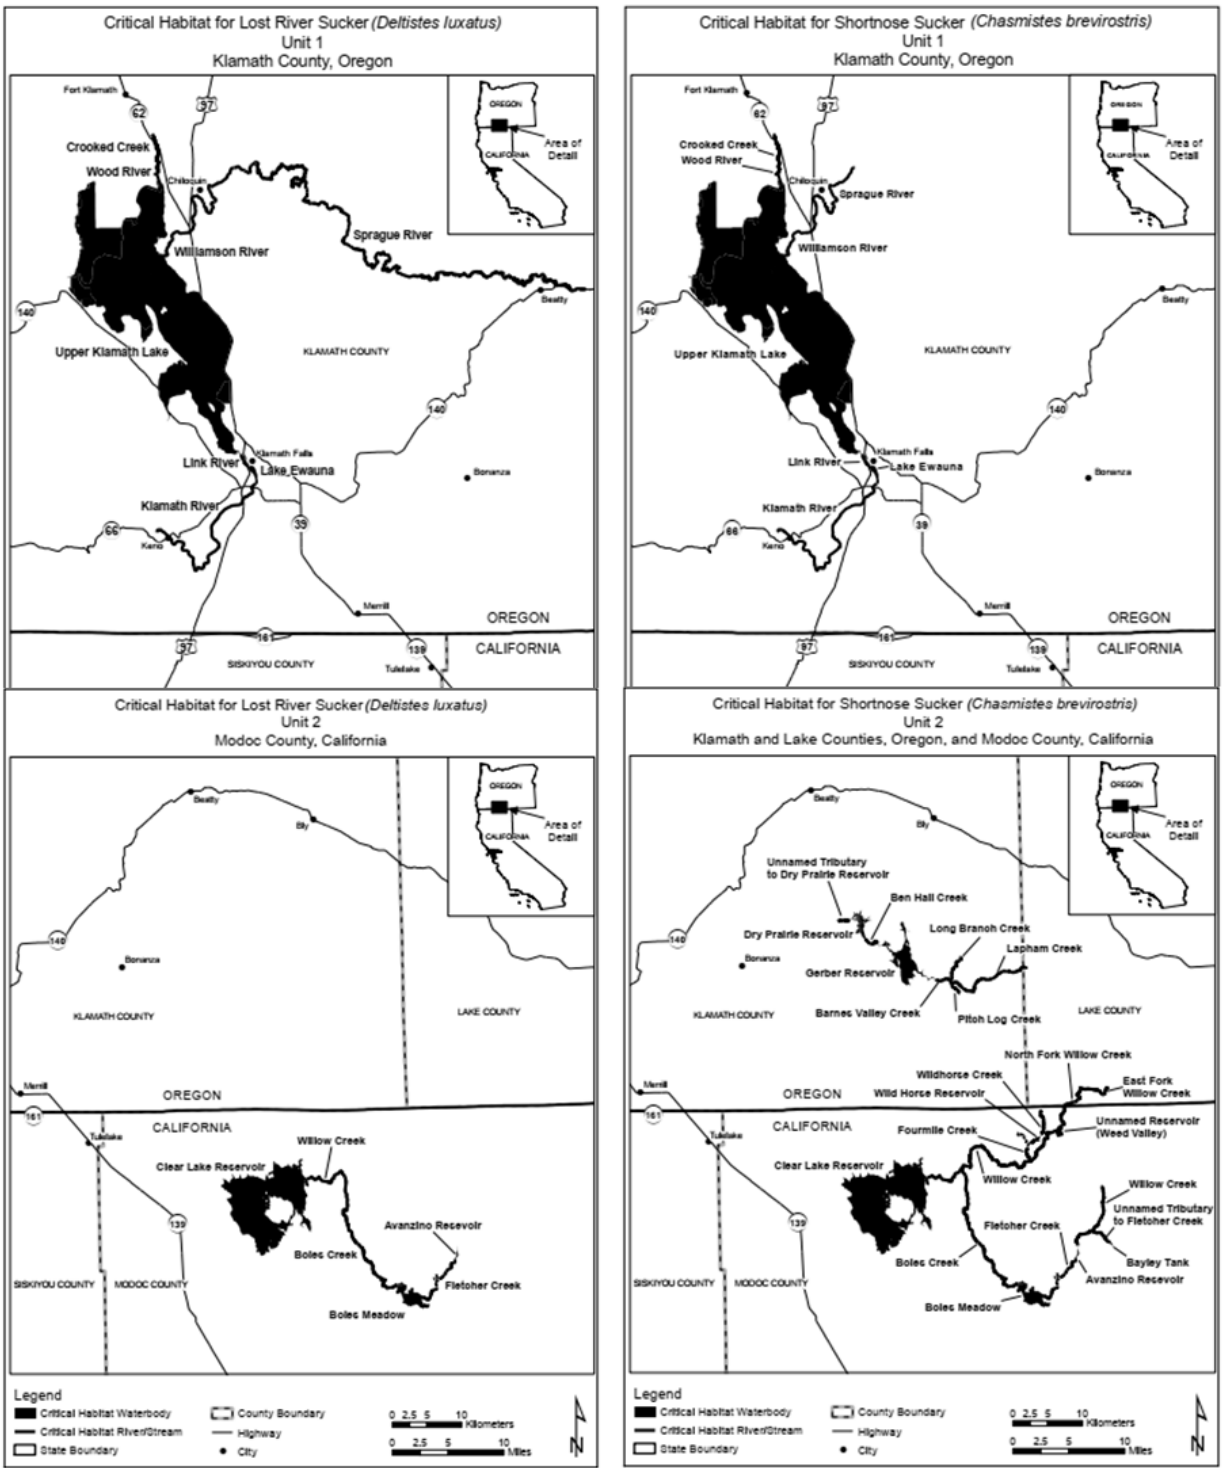 Critical Habitat for Lost River Sucker (Deltistes luxatus)
Unit 1
Klamath County, Oregon
Fort Klamath
62
97
Crooked Creek
Wood River
Chiloquin
Sprague River
Williamson River
140
Beatty
Upper Klamath Lake
KLAMATH COUNTY
140
Klamath Falls
Link River
Lake Ewauna
Bonanza
Klamath River
66
39
Keno
Merrill
OREGON
161
CALIFORNIA
97
139
SISKIYOU COUNTY
Tulelake
OREGON
Area of
Detail
CALIFORNIA
Critical Habitat for Shortnose Sucker (Chasmistes brevirostris)
Unit 1
Klamath County, Oregon
Fort Klamath
62
97
Crooked Creek
Wood River
Chiloquin
Sprague River
Williamson River
140
Beatty
Upper Klamath Lake
KLAMATH COUNTY
140
Klamath Falls
Link River
Lake Ewauna
Bonanza
Klamath River
66
39
Keno
Merrill
OREGON
161
CALIFORNIA
97
139
SISKIYOU COUNTY
Tulelake
OREGON
Area of
Detail
CALIFORNIA
Critical Habitat for Lost River Sucker (Deltistes luxatus)
Unit 2
Modoc County, California
Beatty
Bly
OREGON
Area of
Detail
CALIFORNIA
140
Bonanza
KLAMATH COUNTY
LAKE COUNTY
Merrill
OREGON
161
CALIFORNIA
Tulelake
Willow Creek
Clear Lake Reservoir
139
Avanzino Resevoir
Boles Creek
SISKIYOU COUNTY
MODOC COUNTY
Fletcher Creek
Boles Meadow
Legend
Critical Habitat Waterbody
Critical Habitat River/Stream
State Boundary
County Boundary
Highway
City
0 2.5 5 10
Kilometers
0 2.5 5 10
Miles
N
Critical Habitat for Shortnose Sucker (Chasmistes brevirostris)
Unit 2
Klamath and Lake Counties, Oregon, and Modoc County, California
Beatty
Bly
OREGON
Area of
Detail
CALIFORNIA
Unnamed Tributary
to Dry Prairie Reservoir
Ben Hall Creek
Dry Prairie Reservoir
Long Branch Creek
140
Lapham Creek
Bonanza
Gerber Reservoir
Barnes Valley Creek
Pitch Log Creek
KLAMATH COUNTY
LAKE COUNTY
North Fork Willow Creek
Wildhorse Creek
East Fork
Willow Creek
Merrill
OREGON
Wild Horse Reservoir
161
CALIFORNIA
Unnamed Reservoir
(Weed Valley)
Fourmile Creek
Tulelake
Clear Lake Reservoir
Willow Creek
Willow Creek
Unnamed Tributary
to Fletcher Creek
139
Fletcher Creek
Boles Creek
Bayley Tank
Avanzino Resevoir
SISKIYOU COUNTY
MODOC COUNTY
Boles Meadow
Legend
Critical Habitat Waterbody
Critical Habitat River/Stream
State Boundary
County Boundary
Highway
City
0 2.5 5 10
Kilometers
0 2.5 5 10
Miles
N